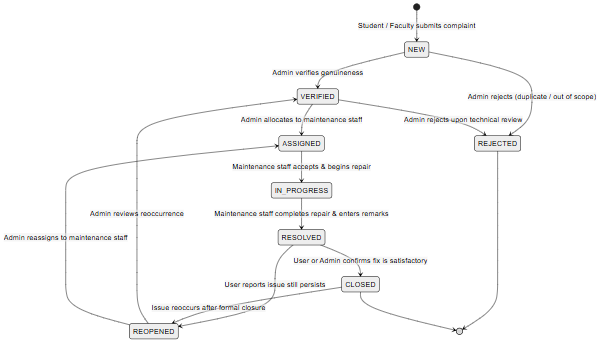 Student / Faculty submits complaint
NEW
Admin verifies genuineness
Admin rejects (duplicate / out of scope)
VERIFIED
Admin allocates to maintenance staff
Admin rejects upon technical review
ASSIGNED
REJECTED
Maintenance staff accepts & begins repair
IN_PROGRESS
Admin reviews reoccurrence
Maintenance staff completes repair & enters remarks
Admin reassigns to maintenance staff
RESOLVED
User or Admin confirms fix is satisfactory
User reports issue still persists
CLOSED
Issue reoccurs after formal closure
REOPENED